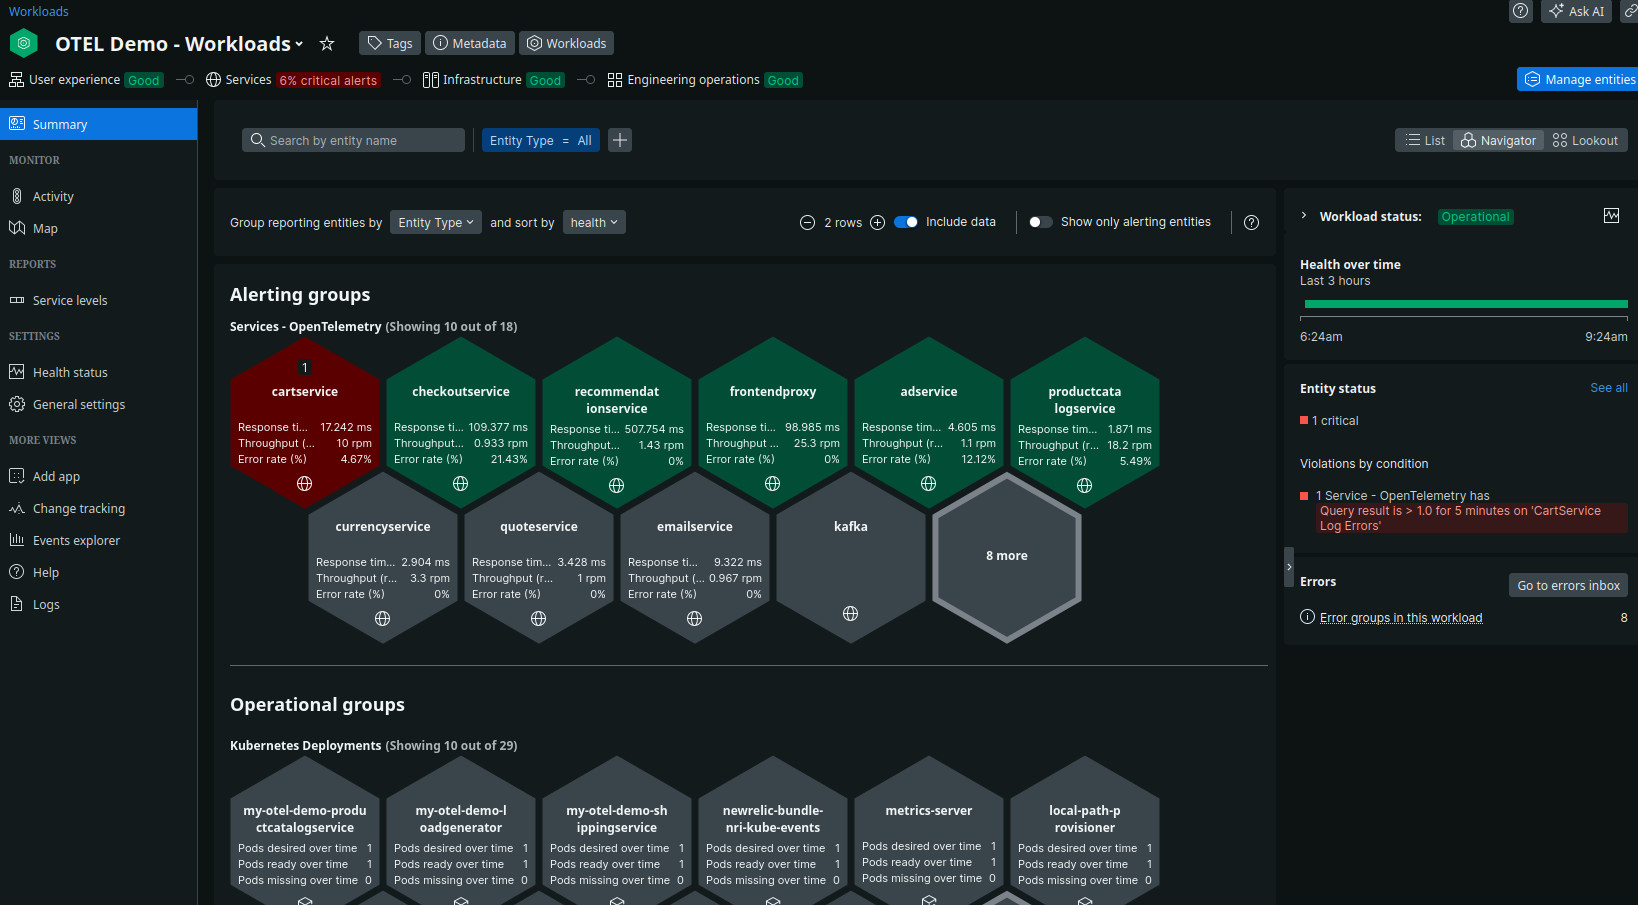 Workloads
Ask AI
OTEL Demo - Workloads
Tags
Metadata
Workloads
User experience Good
Services 6% critical alerts
Infrastructure Good
Engineering operations Good
Manage entities
Summary
MONITOR
Activity
Map
REPORTS
Service levels
SETTINGS
Health status
General settings
MORE VIEWS
Add app
Change tracking
Events explorer
Help
Logs
Search by entity name
Entity Type = All
List
Navigator
Lookout
Group reporting entities by Entity Type and sort by health
2 rows
Include data
Show only alerting entities
Alerting groups
Services - OpenTelemetry (Showing 10 out of 18)
1
cartservice
Response ti... 17.242 ms
Throughput (... 10 rpm
Error rate (%) 4.67%
checkoutservice
Response ti... 109.377 ms
Throughput... 0.933 rpm
Error rate (%) 21.43%
recommendat
ionservice
Response ti... 507.754 ms
Throughput... 1.43 rpm
Error rate (%) 0%
frontendproxy
Response ti... 98.985 ms
Throughput ... 25.3 rpm
Error rate (%) 0%
adservice
Response tim... 4.605 ms
Throughput (r... 1.1 rpm
Error rate (%) 12.12%
productcata
logservice
Response tim... 1.871 ms
Throughput (r... 18.2 rpm
Error rate (%) 5.49%
currencyservice
Response tim... 2.904 ms
Throughput (r... 3.3 rpm
Error rate (%) 0%
quoteservice
Response tim... 3.428 ms
Throughput (r... 1 rpm
Error rate (%) 0%
emailservice
Response ti... 9.322 ms
Throughput (... 0.967 rpm
Error rate (%) 0%
kafka
8 more
Operational groups
Kubernetes Deployments (Showing 10 out of 29)
my-otel-demo-produ
ctcatalogservice
Pods desired over time 1
Pods ready over time 1
Pods missing over time 0
my-otel-demo-l
oadgenerator
Pods desired over time 1
Pods ready over time 1
Pods missing over time 0
my-otel-demo-sh
ippingservice
Pods desired over time 1
Pods ready over time 1
Pods missing over time 0
newrelic-bundle-
nri-kube-events
Pods desired over time 1
Pods ready over time 1
Pods missing over time 0
metrics-server
Pods desired over time 1
Pods ready over time 1
Pods missing over time 0
local-path-p
rovisioner
Pods desired over time 1
Pods ready over time 1
Pods missing over time 0
Workload status: Operational
Health over time
Last 3 hours
6:24am 9:24am
Entity status See all
1 critical
Violations by condition
1 Service - OpenTelemetry has
Query result is > 1.0 for 5 minutes on 'CartService
Log Errors'
Errors
Go to errors inbox
Error groups in this workload 8